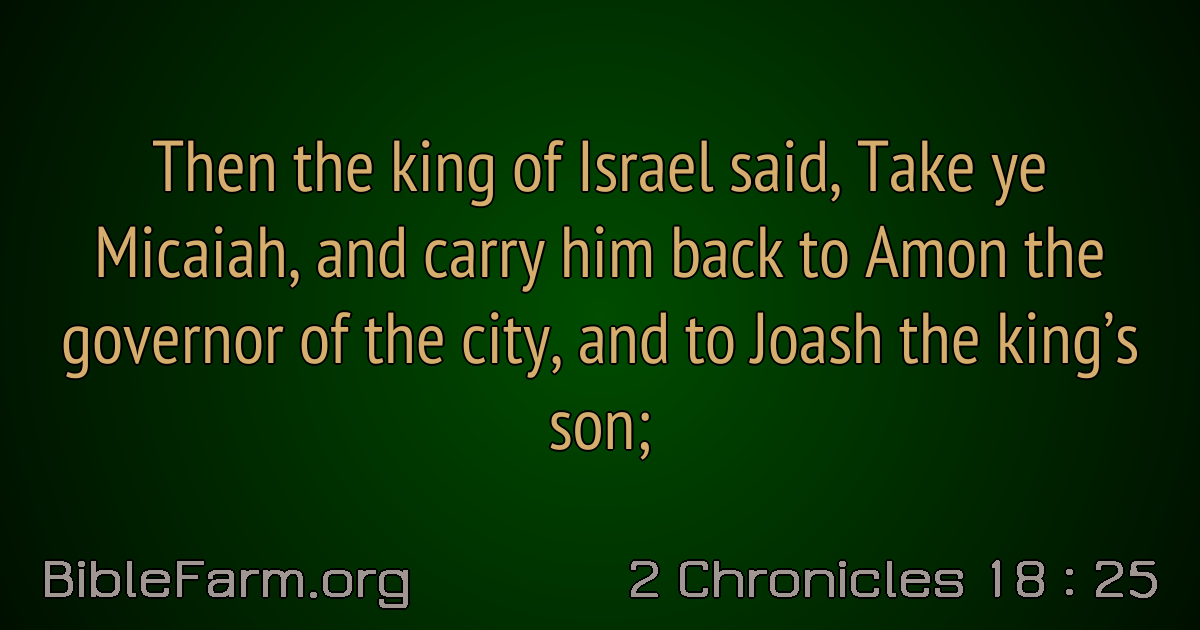 Then the king of Israel said, Take ye
Micaiah, and carry him back to Amon the
governor of the city, and to Joash the king’s
son;
BibleFarm.org
2 Chronicles 18 : 25